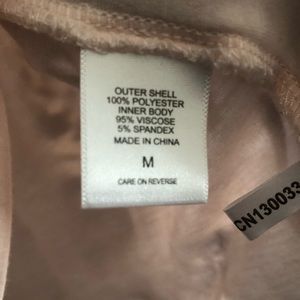 OUTER SHELL
100% POLYESTER
INNER BODY
95% VISCOSE
5% SPANDEX
MADE IN CHINA
M
CARE ON REVERSE
CN130033